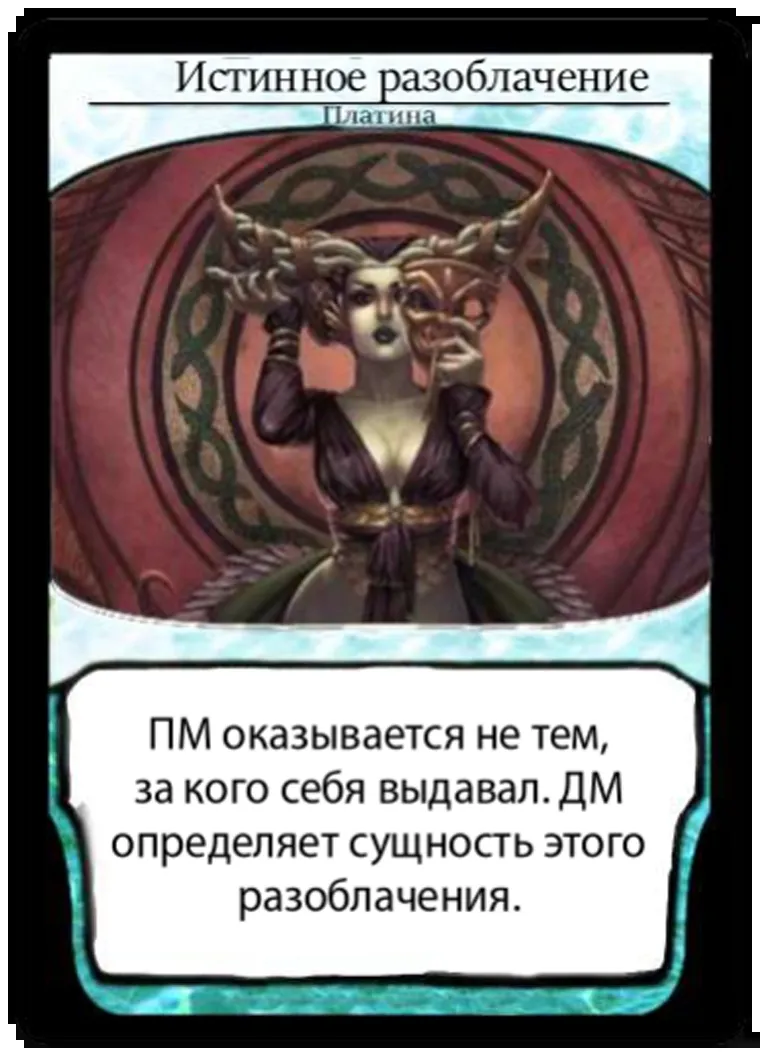 Истинное разоблачение
Платина
ПМ оказывается не тем,
за кого себя выдавал. ДМ
определяет сущность этого
разоблачения.